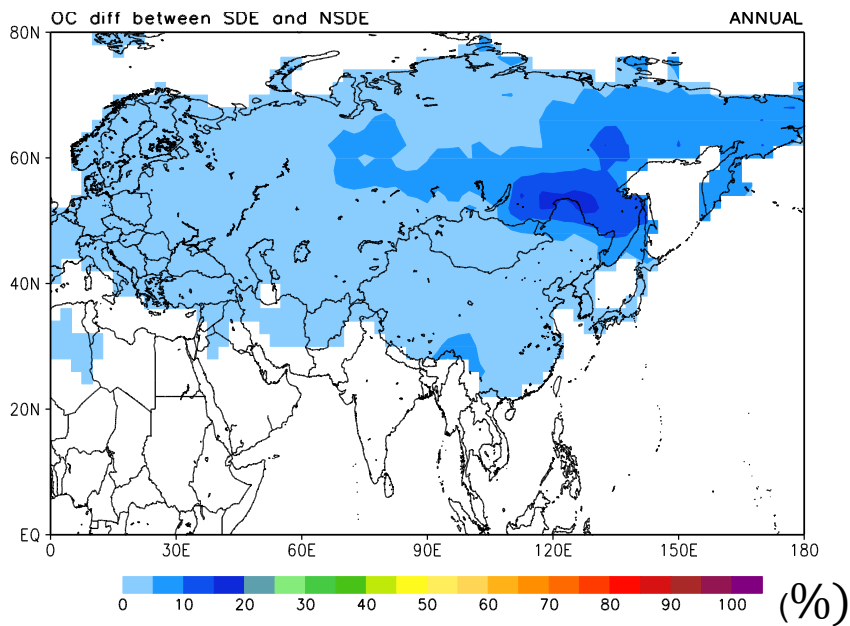 OC diff between SDE and NSDE ANNUAL
80N
60N
40N
20N
EQ
0 30E 60E 90E 120E 150E 180
0 10 20 30 40 50 60 70 80 90 100 (%)